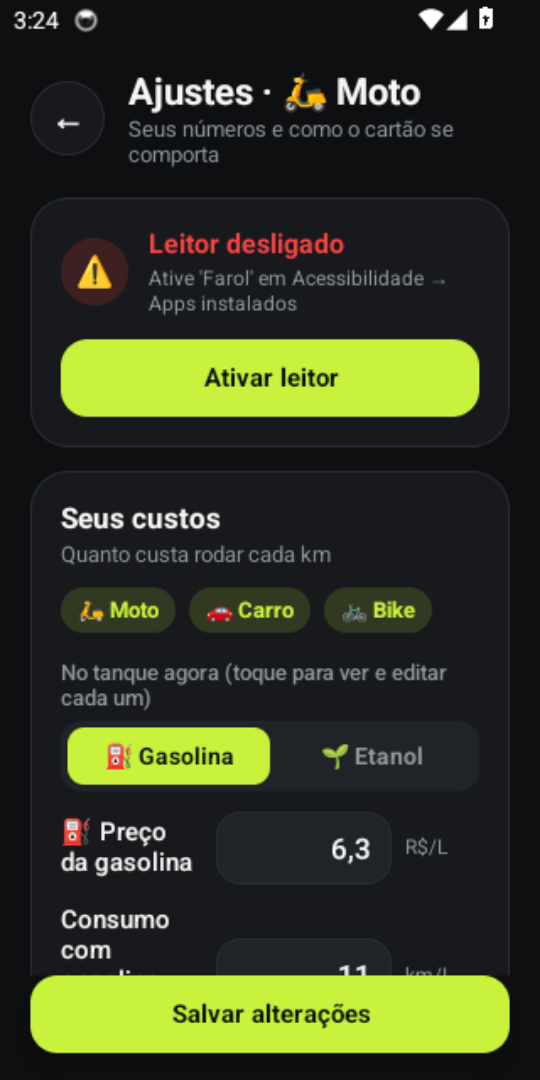 3:24
Ajustes · 🛵 Moto
Seus números e como o cartão se
comporta
Leitor desligado
Ative 'Farol' em Acessibilidade →
Apps instalados
Ativar leitor
Seus custos
Quanto custa rodar cada km
🛵 Moto 🚗 Carro 🚲 Bike
No tanque agora (toque para ver e editar
cada um)
⛽ Gasolina 🌱 Etanol
⛽ Preço
da gasolina 6,3 R$/L
Consumo
com
11 km/L
Salvar alterações